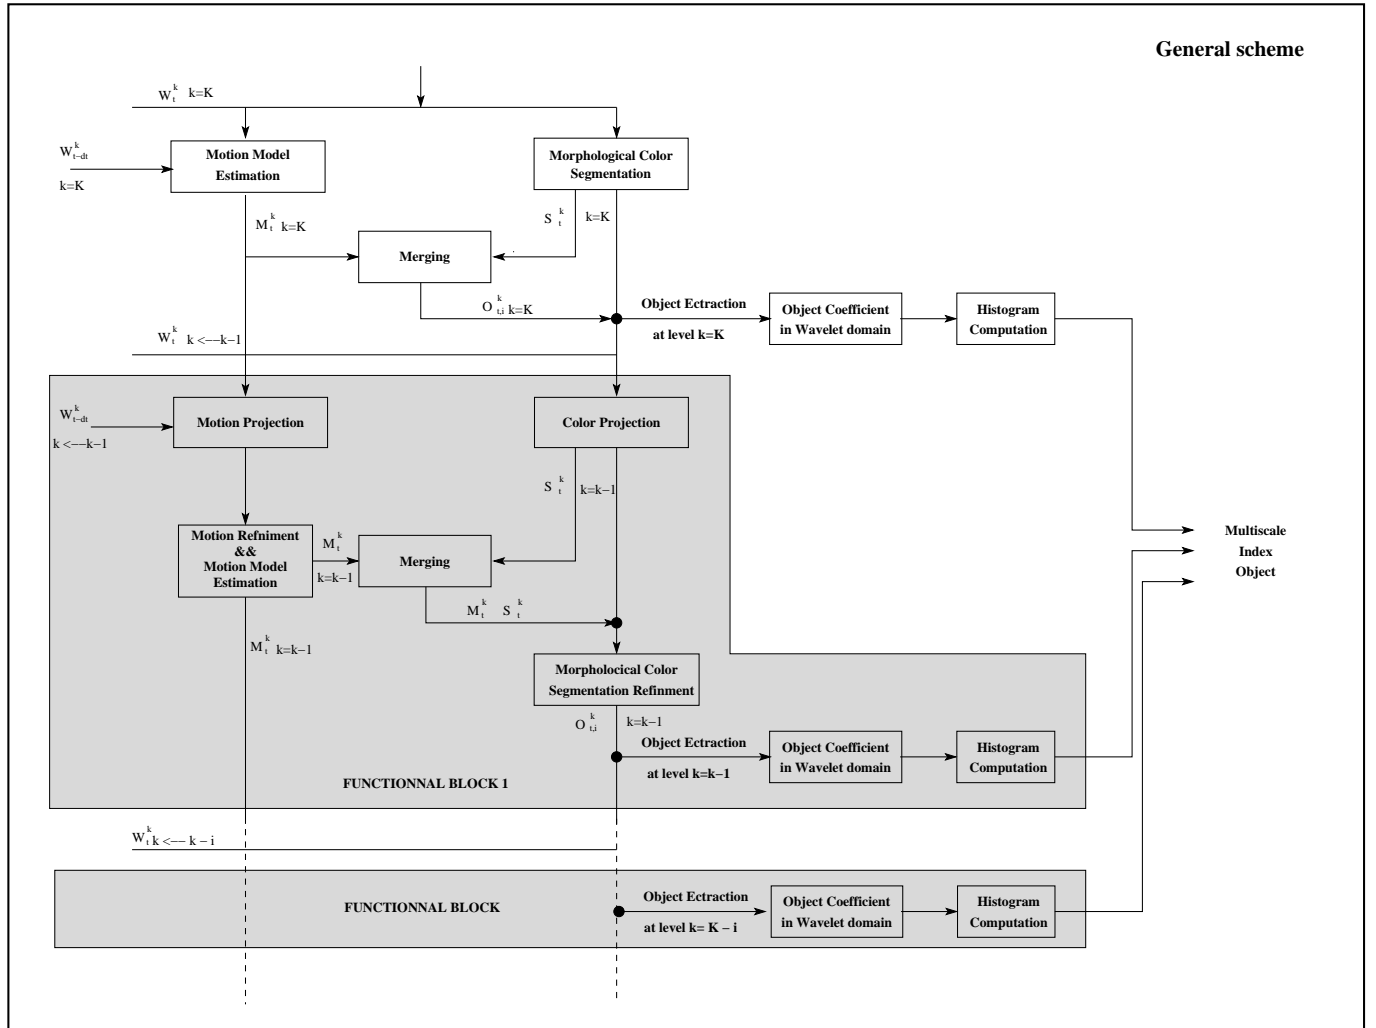 General scheme
W_t^k k=K
W_{t-dt}^k
k=K
Motion Model
Estimation
Morphological Color
Segmentation
M_t^k k=K
S_t^k k=K
Merging
O_{t,i}^k k=K
Object Ectraction
at level k=K
Object Coefficient
in Wavelet domain
Histogram
Computation
W_t^k k <−−k−1
W_{t-dt}^k
k <−−k−1
Motion Projection
Color Projection
S_t^k k=k−1
Motion Refniment
&&
Motion Model
Estimation
M_t^k
k=k−1
Merging
Multiscale
Index
Object
M_t^k S_t^k
M_t^k k=k−1
Morpholocical Color
Segmentation Refinment
O_{t,i}^k k=k−1
Object Ectraction
at level k=k−1
Object Coefficient
in Wavelet domain
Histogram
Computation
FUNCTIONNAL BLOCK 1
W_t^k k <−− k − i
FUNCTIONNAL BLOCK
Object Ectraction
at level k= K − i
Object Coefficient
in Wavelet domain
Histogram
Computation